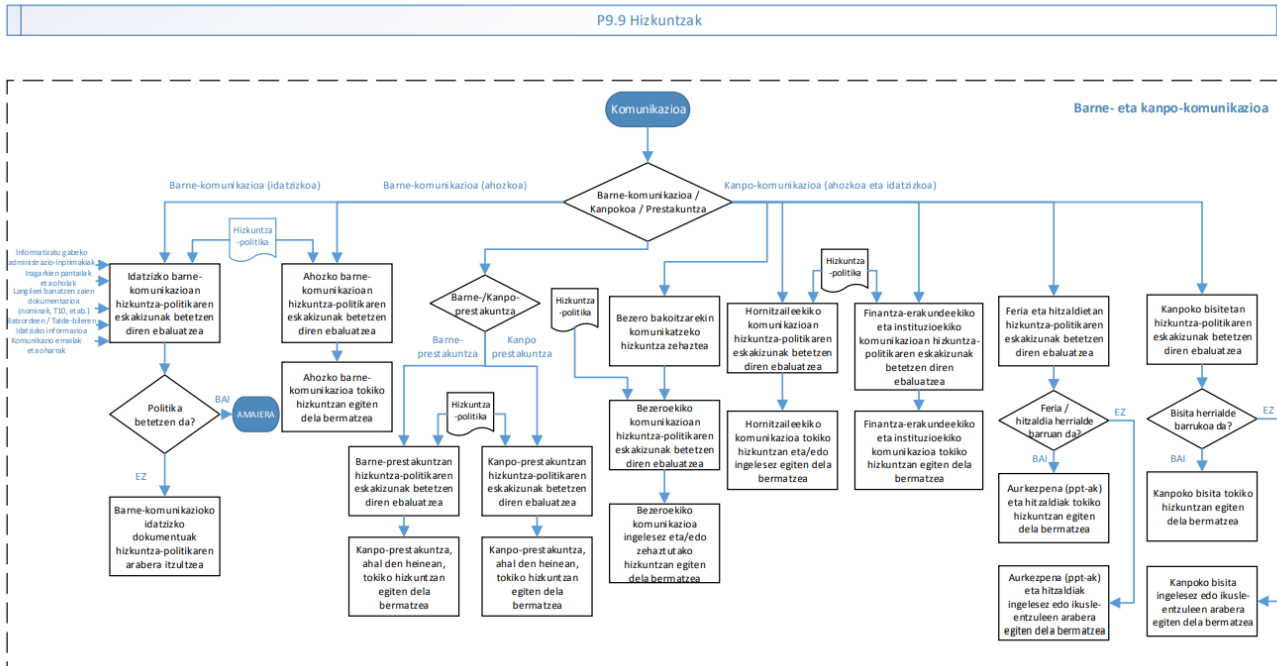 P9.9 Hizkuntzak
Barne- eta kanpo-komunikazioa
Komunikazioa
Barne-komunikazioa /
Kanpokoa / Prestakuntza
Barne-komunikazioa (idatzizkoa)
Barne-komunikazioa (ahozkoa)
Kanpo-komunikazioa (ahozkoa eta idatzizkoa)
Hizkuntza
-politika
Informatizatu gabeko
administrazio-inprimakiak
Iragarkien pantailak
eta oholak
Langileei banatzen zaien
dokumentazioa
(nominak, T10, etab.)
Batzordeen / Talde-bileren
Idatzizko informazioa
Komunikazio emailak
eta oharrak
Idatzizko barne-
komunikazioan
hizkuntza-politikaren
eskakizunak betetzen
diren ebaluatzea
Politika
betetzen da?
BAI
AMAIERA
EZ
Barne-komunikazioko
idatzizko
dokumentuak
hizkuntza-politikaren
arabera itzultzea
Ahozko barne-
komunikazioan
hizkuntza-politikaren
eskakizunak betetzen
diren ebaluatzea
Ahozko barne-
komunikazioa tokiko
hizkuntzan egiten
dela bermatzea
Barne-/Kanpo-
prestakuntza
Barne-
prestakuntza
Kanpo
prestakuntza
Hizkuntza
-politika
Barne-prestakuntzan
hizkuntza-politikaren
eskakizunak betetzen
diren ebaluatzea
Kanpo-prestakuntza,
ahal den heinean,
tokiko hizkuntzan
egiten dela
bermatzea
Kanpo-prestakuntzan
hizkuntza-politikaren
eskakizunak betetzen
diren ebaluatzea
Kanpo-prestakuntza,
ahal den heinean,
tokiko hizkuntzan
egiten dela
bermatzea
Hizkuntza
-politika
Bezero bakoitzarekin
komunikatzeko
hizkuntza zehaztea
Bezeroekiko
komunikazioan
hizkuntza-politikaren
eskakizunak betetzen
diren ebaluatzea
Bezeroekiko
komunikazioa
ingelesez eta/edo
zehaztutako
hizkuntzan egiten
dela bermatzea
Hizkuntza
-politika
Hornitzaileekiko
komunikazioan
hizkuntza-politikaren
eskakizunak betetzen
diren ebaluatzea
Hornitzaileekiko
komunikazioa tokiko
hizkuntzan eta/edo
ingelesez egiten dela
bermatzea
Finantza-erakundeekiko
eta instituzioekiko
komunikazioan hizkuntza-
politikaren eskakizunak
betetzen diren
ebaluatzea
Finantza-erakundeekiko
eta instituzioekiko
komunikazioa tokiko
hizkuntzan egiten dela
bermatzea
Feria eta hitzaldietan
hizkuntza-politikaren
eskakizunak betetzen
diren ebaluatzea
Feria /
hitzaldia herrialde
barruan da?
EZ
BAI
Aurkezpena (ppt-ak)
eta hitzaldiak tokiko
hizkuntzan egiten
dela bermatzea
Aurkezpena (ppt-ak)
eta hitzaldiak
ingelesez edo ikusle-
entzuleen arabera
egiten dela bermatzea
Kanpoko bisitetan
hizkuntza-politikaren
eskakizunak betetzen
diren ebaluatzea
Bisita herrialde
barrukoa da?
EZ
BAI
Kanpoko bisita tokiko
hizkuntzan egiten
dela bermatzea
Kanpoko bisita
ingelesez edo ikusle-
entzuleen arabera
egiten dela bermatzea